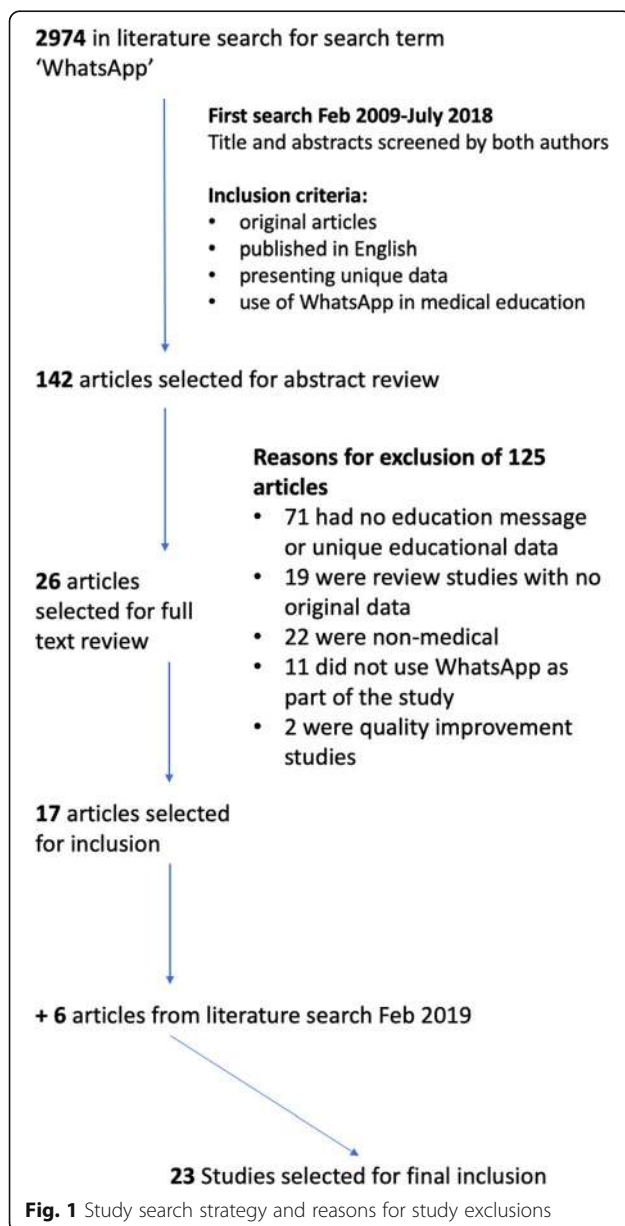 2974 in literature search for search term
‘WhatsApp’
First search Feb 2009-July 2018
Title and abstracts screened by both authors
Inclusion criteria:
• original articles
• published in English
• presenting unique data
• use of WhatsApp in medical education
142 articles selected for abstract review
Reasons for exclusion of 125
articles
• 71 had no education message
or unique educational data
• 19 were review studies with no
original data
• 22 were non-medical
• 11 did not use WhatsApp as
part of the study
• 2 were quality improvement
studies
26 articles
selected for full
text review
17 articles selected
for inclusion
+ 6 articles from literature search Feb 2019
23 Studies selected for final inclusion
Fig. 1 Study search strategy and reasons for study exclusions